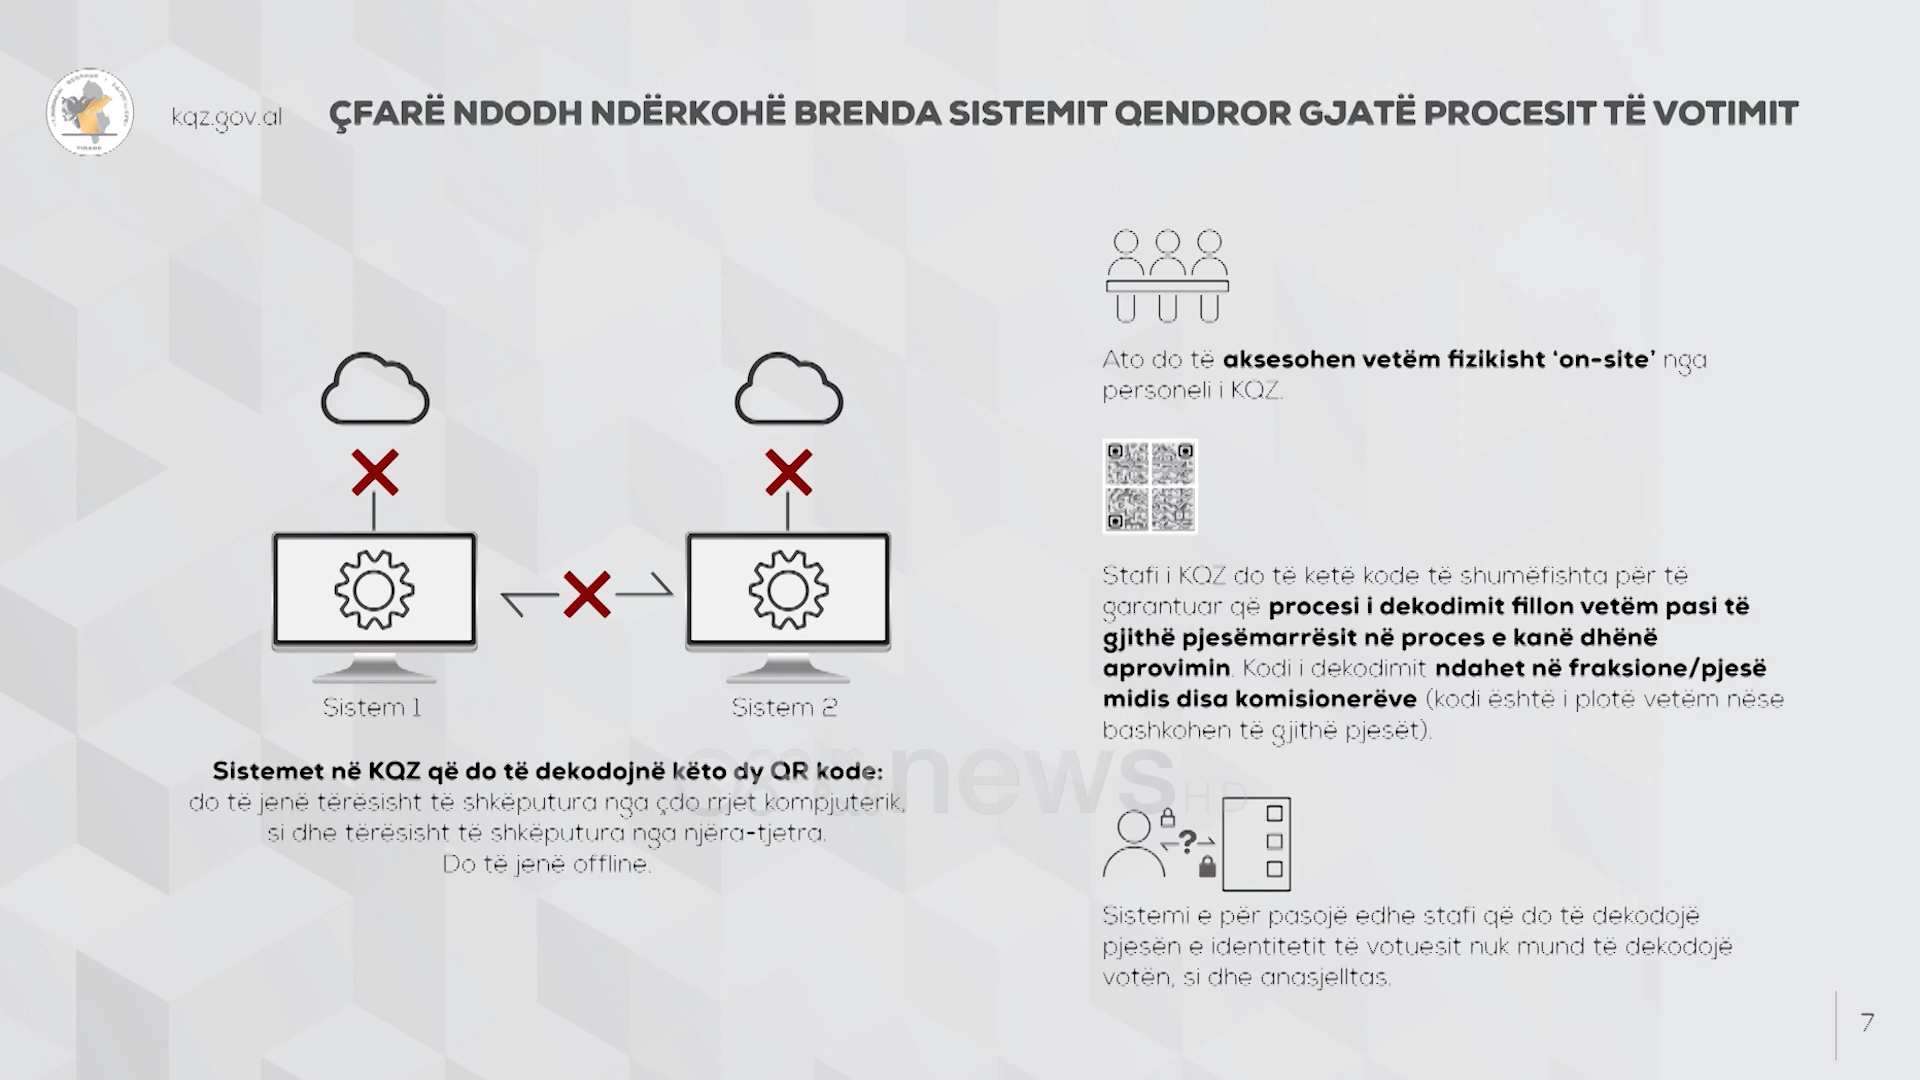 kqz.gov.al
ÇFARË NDODH NDËRKOHË BRENDA SISTEMIT QENDROR GJATË PROCESIT TË VOTIMIT
Sistem 1
Sistem 2
Sistemet në KQZ që do të dekodojnë këto dy QR kode:
do të jenë tërësisht të shkëputura nga çdo rrjet kompjuterik,
si dhe tërësisht të shkëputura nga njëra-tjetra.
Do të jenë offline.
Ato do të aksesohen vetëm fizikisht ‘on-site’ nga
personeli i KQZ.
Stafi i KQZ do të ketë kode të shumëfishta për të
garantuar që procesi i dekodimit fillon vetëm pasi të
gjithë pjesëmarrësit në proces e kanë dhënë
aprovimin. Kodi i dekodimit ndahet në fraksione/pjesë
midis disa komisionerëve (kodi është i plotë vetëm nëse
bashkohen të gjithë pjesët).
?
Sistemi e për pasojë edhe stafi që do të dekodojë
pjesën e identitetit të votuesit nuk mund të dekodojë
votën, si dhe anasjelltas.
news HD
7